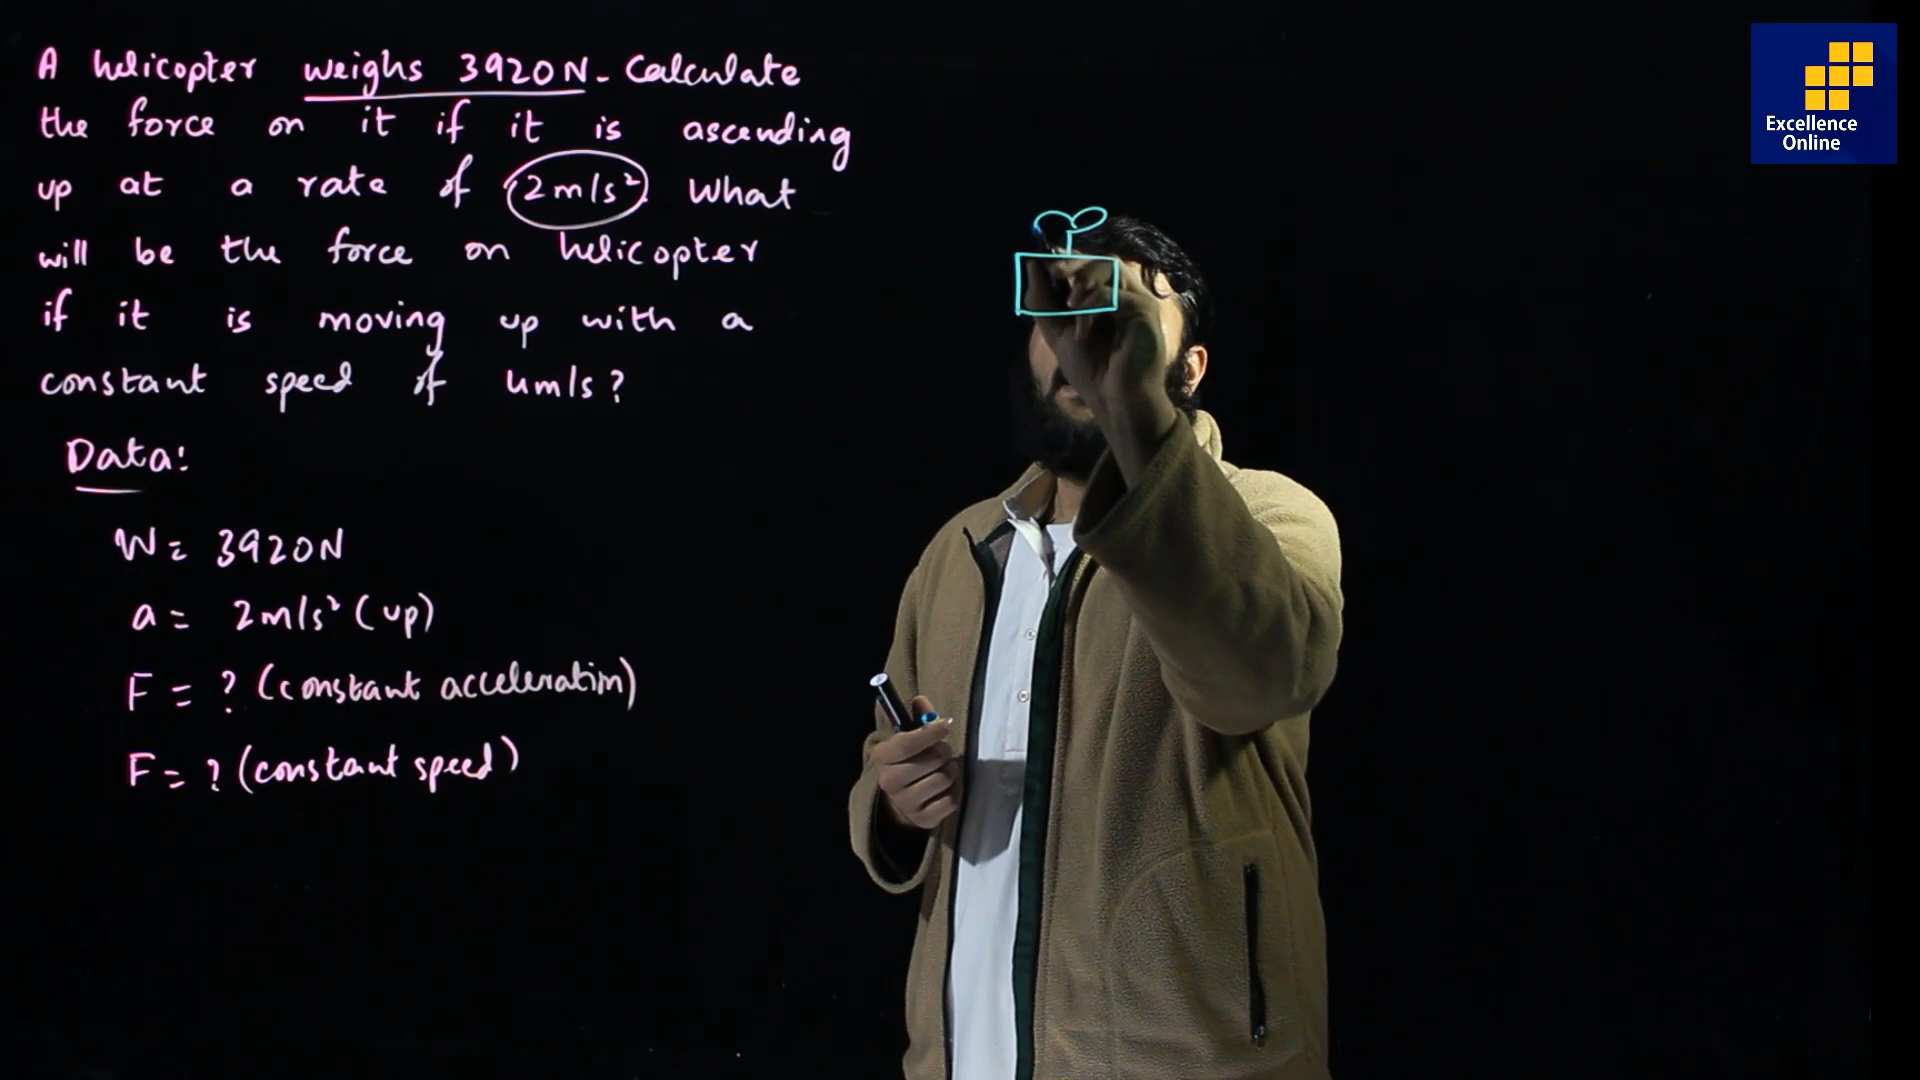 A helicopter weighs 3920N. Calculate
the force on it if it is ascending
up at a rate of 2m/s². What
will be the force on helicopter
if it is moving up with a
constant speed of 4m/s?
Data:
W = 3920N
a = 2m/s² (up)
F = ? (constant acceleration)
F = ? (constant speed)
Excellence
Online